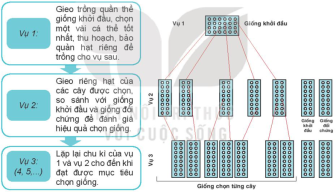 Vụ 1:
Gieo trồng quần thể
giống khởi đầu, chọn
một vài cá thể tốt
nhất, thu hoạch, bảo
quản hạt riêng để
trồng cho vụ sau.
Vụ 2:
Gieo riêng hạt của
các cây được chọn,
so sánh với giống
khởi đầu và giống đối
chứng để đánh giá
hiệu quả chọn giống.
Vụ 3:
(4, 5,...)
Lặp lại chu kì của vụ
1 và vụ 2 cho đến khi
đạt được mục tiêu
chọn giống.
Vụ 1
Giống khởi đầu
Vụ 2
Giống
khởi
đầu
Giống
đối
chứng
Vụ 3
Giống chọn từng cây
VỚI CUỘC SỐNG